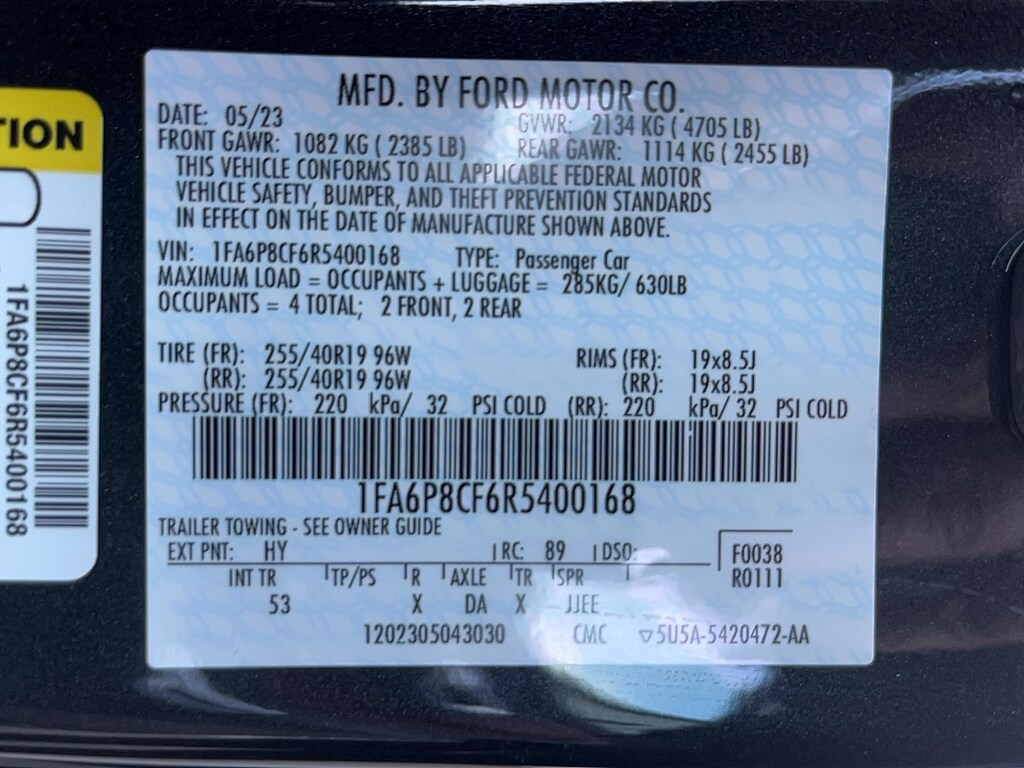 TION
1FA6P8CF6R5400168
MFD. BY FORD MOTOR CO.
DATE: 05/23 GVWR: 2134 KG ( 4705 LB)
FRONT GAWR: 1082 KG ( 2385 LB) REAR GAWR: 1114 KG ( 2455 LB)
THIS VEHICLE CONFORMS TO ALL APPLICABLE FEDERAL MOTOR
VEHICLE SAFETY, BUMPER, AND THEFT PREVENTION STANDARDS
IN EFFECT ON THE DATE OF MANUFACTURE SHOWN ABOVE.
VIN: 1FA6P8CF6R5400168 TYPE: Passenger Car
MAXIMUM LOAD = OCCUPANTS + LUGGAGE = 285KG/ 630LB
OCCUPANTS = 4 TOTAL; 2 FRONT, 2 REAR
TIRE (FR): 255/40R19 96W RIMS (FR): 19x8.5J
(RR): 255/40R19 96W (RR): 19x8.5J
PRESSURE (FR): 220 kPa/ 32 PSI COLD (RR): 220 kPa/ 32 PSI COLD
1FA6P8CF6R5400168
TRAILER TOWING - SEE OWNER GUIDE
EXT PNT: HY RC: 89 DSO: F0038
R0111
INT TR TP/PS R AXLE TR SPR
53 X DA X JJEE
1202305043030 CMC ▽5U5A-5420472-AA